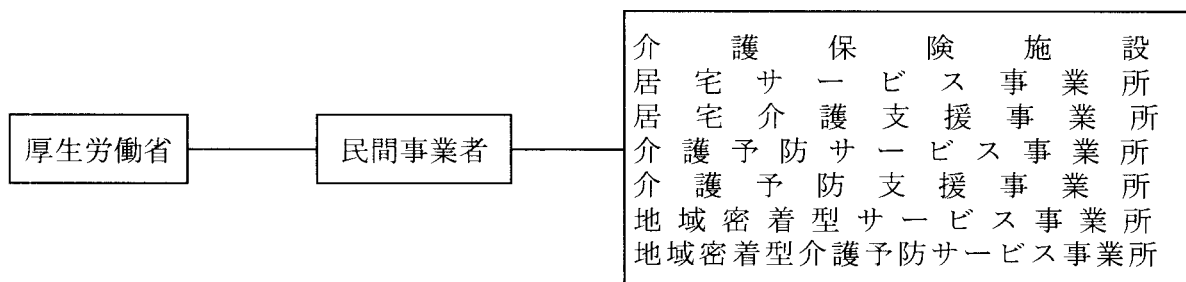 厚生労働省
民間事業者
介護保険施設
居宅サービス事業所
居宅介護支援事業所
介護予防サービス事業所
介護予防支援事業所
地域密着型サービス事業所
地域密着型介護予防サービス事業所